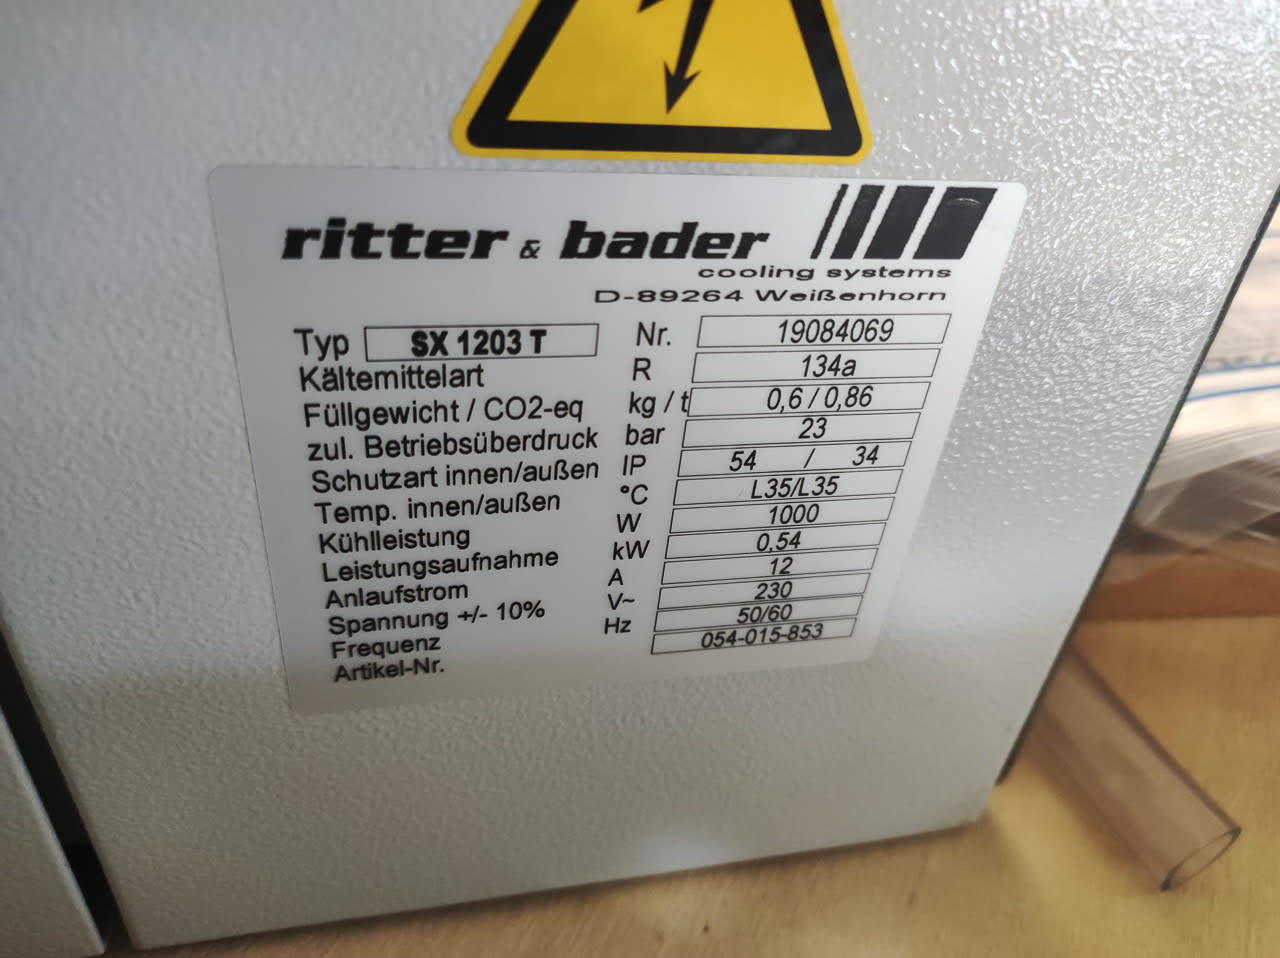 ritter & bader
cooling systems
D-89264 Weißenhorn
Typ SX 1203 T Nr. 19084069
Kältemittelart R 134a
Füllgewicht / CO2-eq kg / t 0,6 / 0,86
zul. Betriebsüberdruck bar 23
Schutzart innen/außen IP 54 / 34
Temp. innen/außen °C L35/L35
Kühlleistung W 1000
Leistungsaufnahme kW 0,54
Anlaufstrom A 12
Spannung +/- 10% V~ 230
Frequenz Hz 50/60
Artikel-Nr. 054-015-853